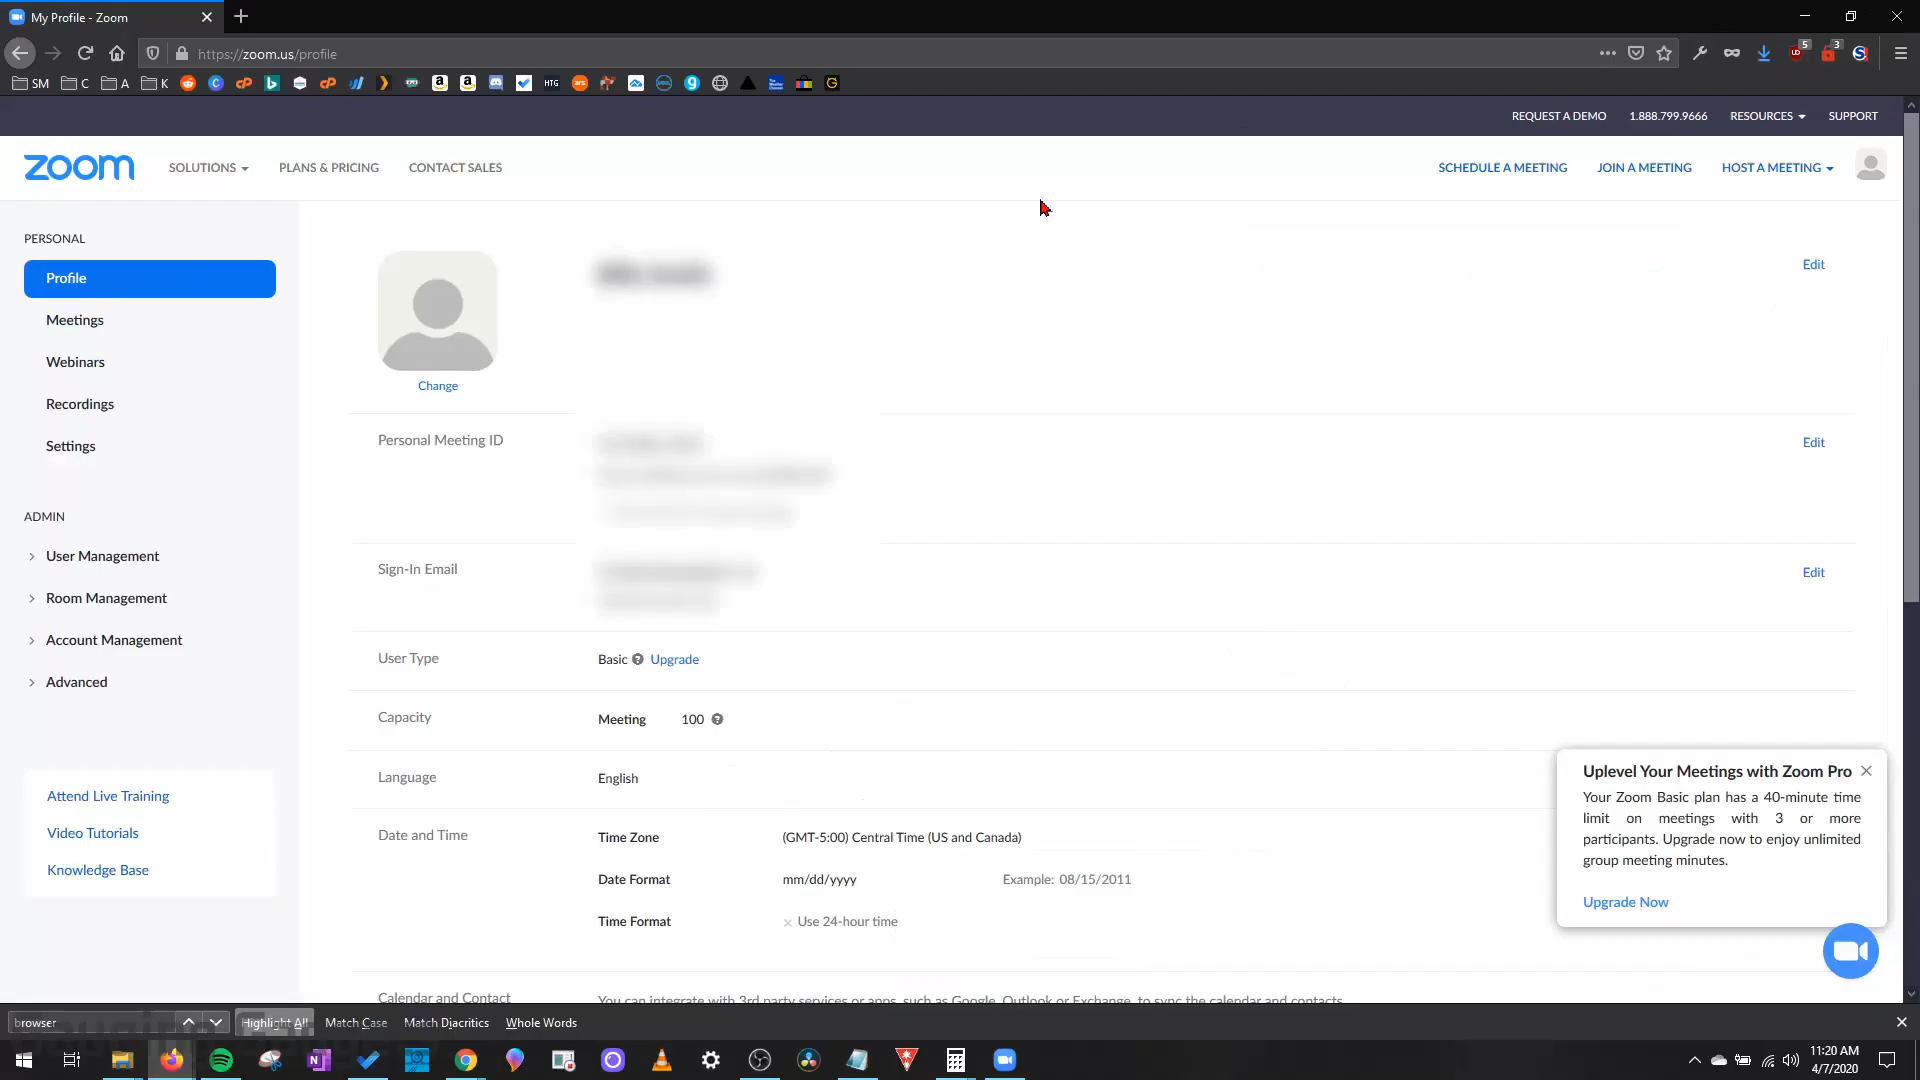 My Profile - Zoom
https://zoom.us/profile
5
3
SM
C
A
K
HTG
REQUEST A DEMO
1.888.799.9666
RESOURCES
SUPPORT
zoom
SOLUTIONS
PLANS & PRICING
CONTACT SALES
SCHEDULE A MEETING
JOIN A MEETING
HOST A MEETING
PERSONAL
Profile
Meetings
Webinars
Recordings
Settings
ADMIN
User Management
Room Management
Account Management
Advanced
Attend Live Training
Video Tutorials
Knowledge Base
Edit
Change
Personal Meeting ID
Edit
Sign-In Email
Edit
User Type
Basic
Upgrade
Capacity
Meeting 100
Language
English
Date and Time
Time Zone
(GMT-5:00) Central Time (US and Canada)
Date Format
mm/dd/yyyy
Example: 08/15/2011
Time Format
Use 24-hour time
Calendar and Contact
You can integrate with 3rd party services or apps, such as Google, Outlook or Exchange, to sync the calendar and contacts
Uplevel Your Meetings with Zoom Pro
Your Zoom Basic plan has a 40-minute time
limit on meetings with 3 or more
participants. Upgrade now to enjoy unlimited
group meeting minutes.
Upgrade Now
browser
Highlight All
Match Case
Match Diacritics
Whole Words
11:20 AM
4/7/2020